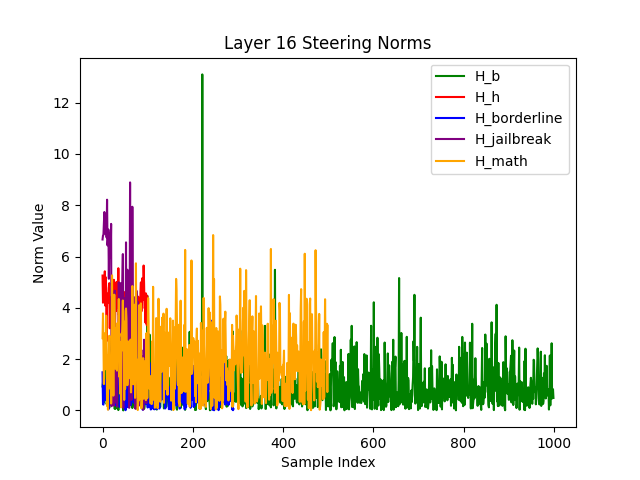 Layer 16 Steering Norms
H_b
H_h
H_borderline
H_jailbreak
H_math
Norm Value
12
10
8
6
4
2
0
0 200 400 600 800 1000
Sample Index